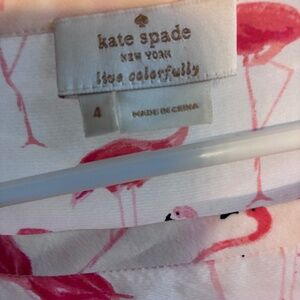 kate spade
NEW YORK
live colorfully
4
MADE IN CHINA